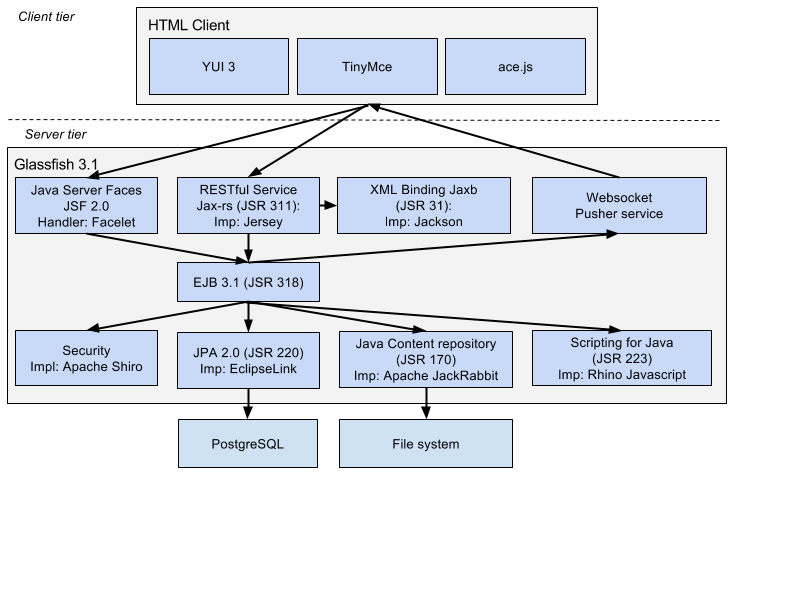 Client tier
HTML Client
YUI 3
TinyMce
ace.js
Server tier
Glassfish 3.1
Java Server Faces
JSF 2.0
Handler: Facelet
RESTful Service
Jax-rs (JSR 311):
Imp: Jersey
XML Binding Jaxb
(JSR 31):
Imp: Jackson
Websocket
Pusher service
EJB 3.1 (JSR 318)
Security
Impl: Apache Shiro
JPA 2.0 (JSR 220)
Imp: EclipseLink
Java Content repository
(JSR 170)
Imp: Apache JackRabbit
Scripting for Java
(JSR 223)
Imp: Rhino Javascript
PostgreSQL
File system